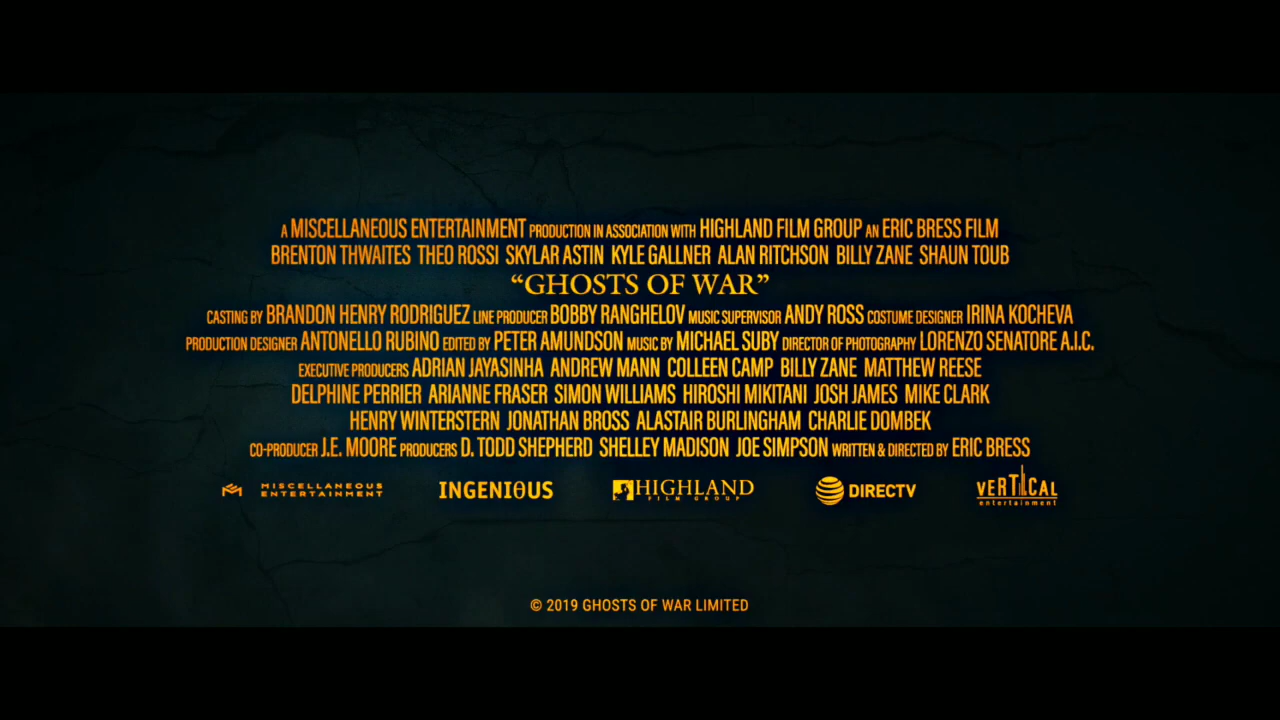 A MISCELLANEOUS ENTERTAINMENT PRODUCTION IN ASSOCIATION WITH HIGHLAND FILM GROUP AN ERIC BRESS FILM
BRENTON THWAITES THEO ROSSI SKYLAR ASTIN KYLE GALLNER ALAN RITCHSON BILLY ZANE SHAUN TOUB
“GHOSTS OF WAR”
CASTING BY BRANDON HENRY RODRIGUEZ LINE PRODUCER BOBBY RANGHELOV MUSIC SUPERVISOR ANDY ROSS COSTUME DESIGNER IRINA KOCHEVA
PRODUCTION DESIGNER ANTONELLO RUBINO EDITED BY PETER AMUNDSON MUSIC BY MICHAEL SUBY DIRECTOR OF PHOTOGRAPHY LORENZO SENATORE A.I.C.
EXECUTIVE PRODUCERS ADRIAN JAYASINHA ANDREW MANN COLLEEN CAMP BILLY ZANE MATTHEW REESE
DELPHINE PERRIER ARIANNE FRASER SIMON WILLIAMS HIROSHI MIKITANI JOSH JAMES MIKE CLARK
HENRY WINTERSTERN JONATHAN BROSS ALASTAIR BURLINGHAM CHARLIE DOMBEK
CO-PRODUCER J.E. MOORE PRODUCERS D. TODD SHEPHERD SHELLEY MADISON JOE SIMPSON WRITTEN & DIRECTED BY ERIC BRESS
MISCELLANEOUS ENTERTAINMENT INGENIOUS HIGHLAND FILM GROUP DIRECTV VERTICAL entertainment
© 2019 GHOSTS OF WAR LIMITED